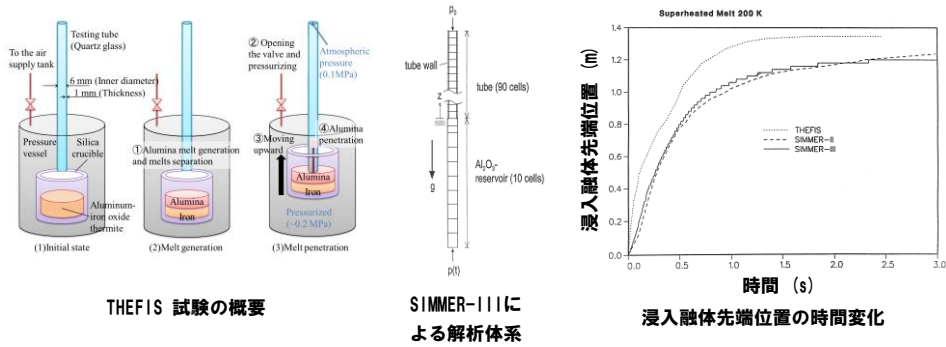 Testing tube
(Quartz glass)
To the air
supply tank
6 mm (Inner diameter)
1 mm (Thickness)
Pressure
vessel
Silica
crucible
Aluminum-
iron oxide
thermite
(1)Initial state
①Alumina melt generation
and melts separation
Alumina
Iron
(2)Melt generation
② Opening
the valve and
pressurizing
Atmospheric
pressure
(0.1MPa)
③Moving
upward
④Alumina
penetration
Alumina
Iron
Pressurized
(~0.2 MPa)
(3)Melt penetration
THEFIS 試験の概要
p₀
tube wall
z
tube (90 cells)
g
Al₂O₃-
reservoir (10 cells)
p(t)
SIMMER-IIIに
よる解析体系
Superheated Melt 200 K
浸入融体先端位置 (m)
1.4
1.2
1.0
0.8
0.6
0.4
0.2
0.0
THEFIS
SIMMER-II
SIMMER-III
0.0
0.5
1.0
1.5
2.0
2.5
3.0
時間 (s)
浸入融体先端位置の時間変化